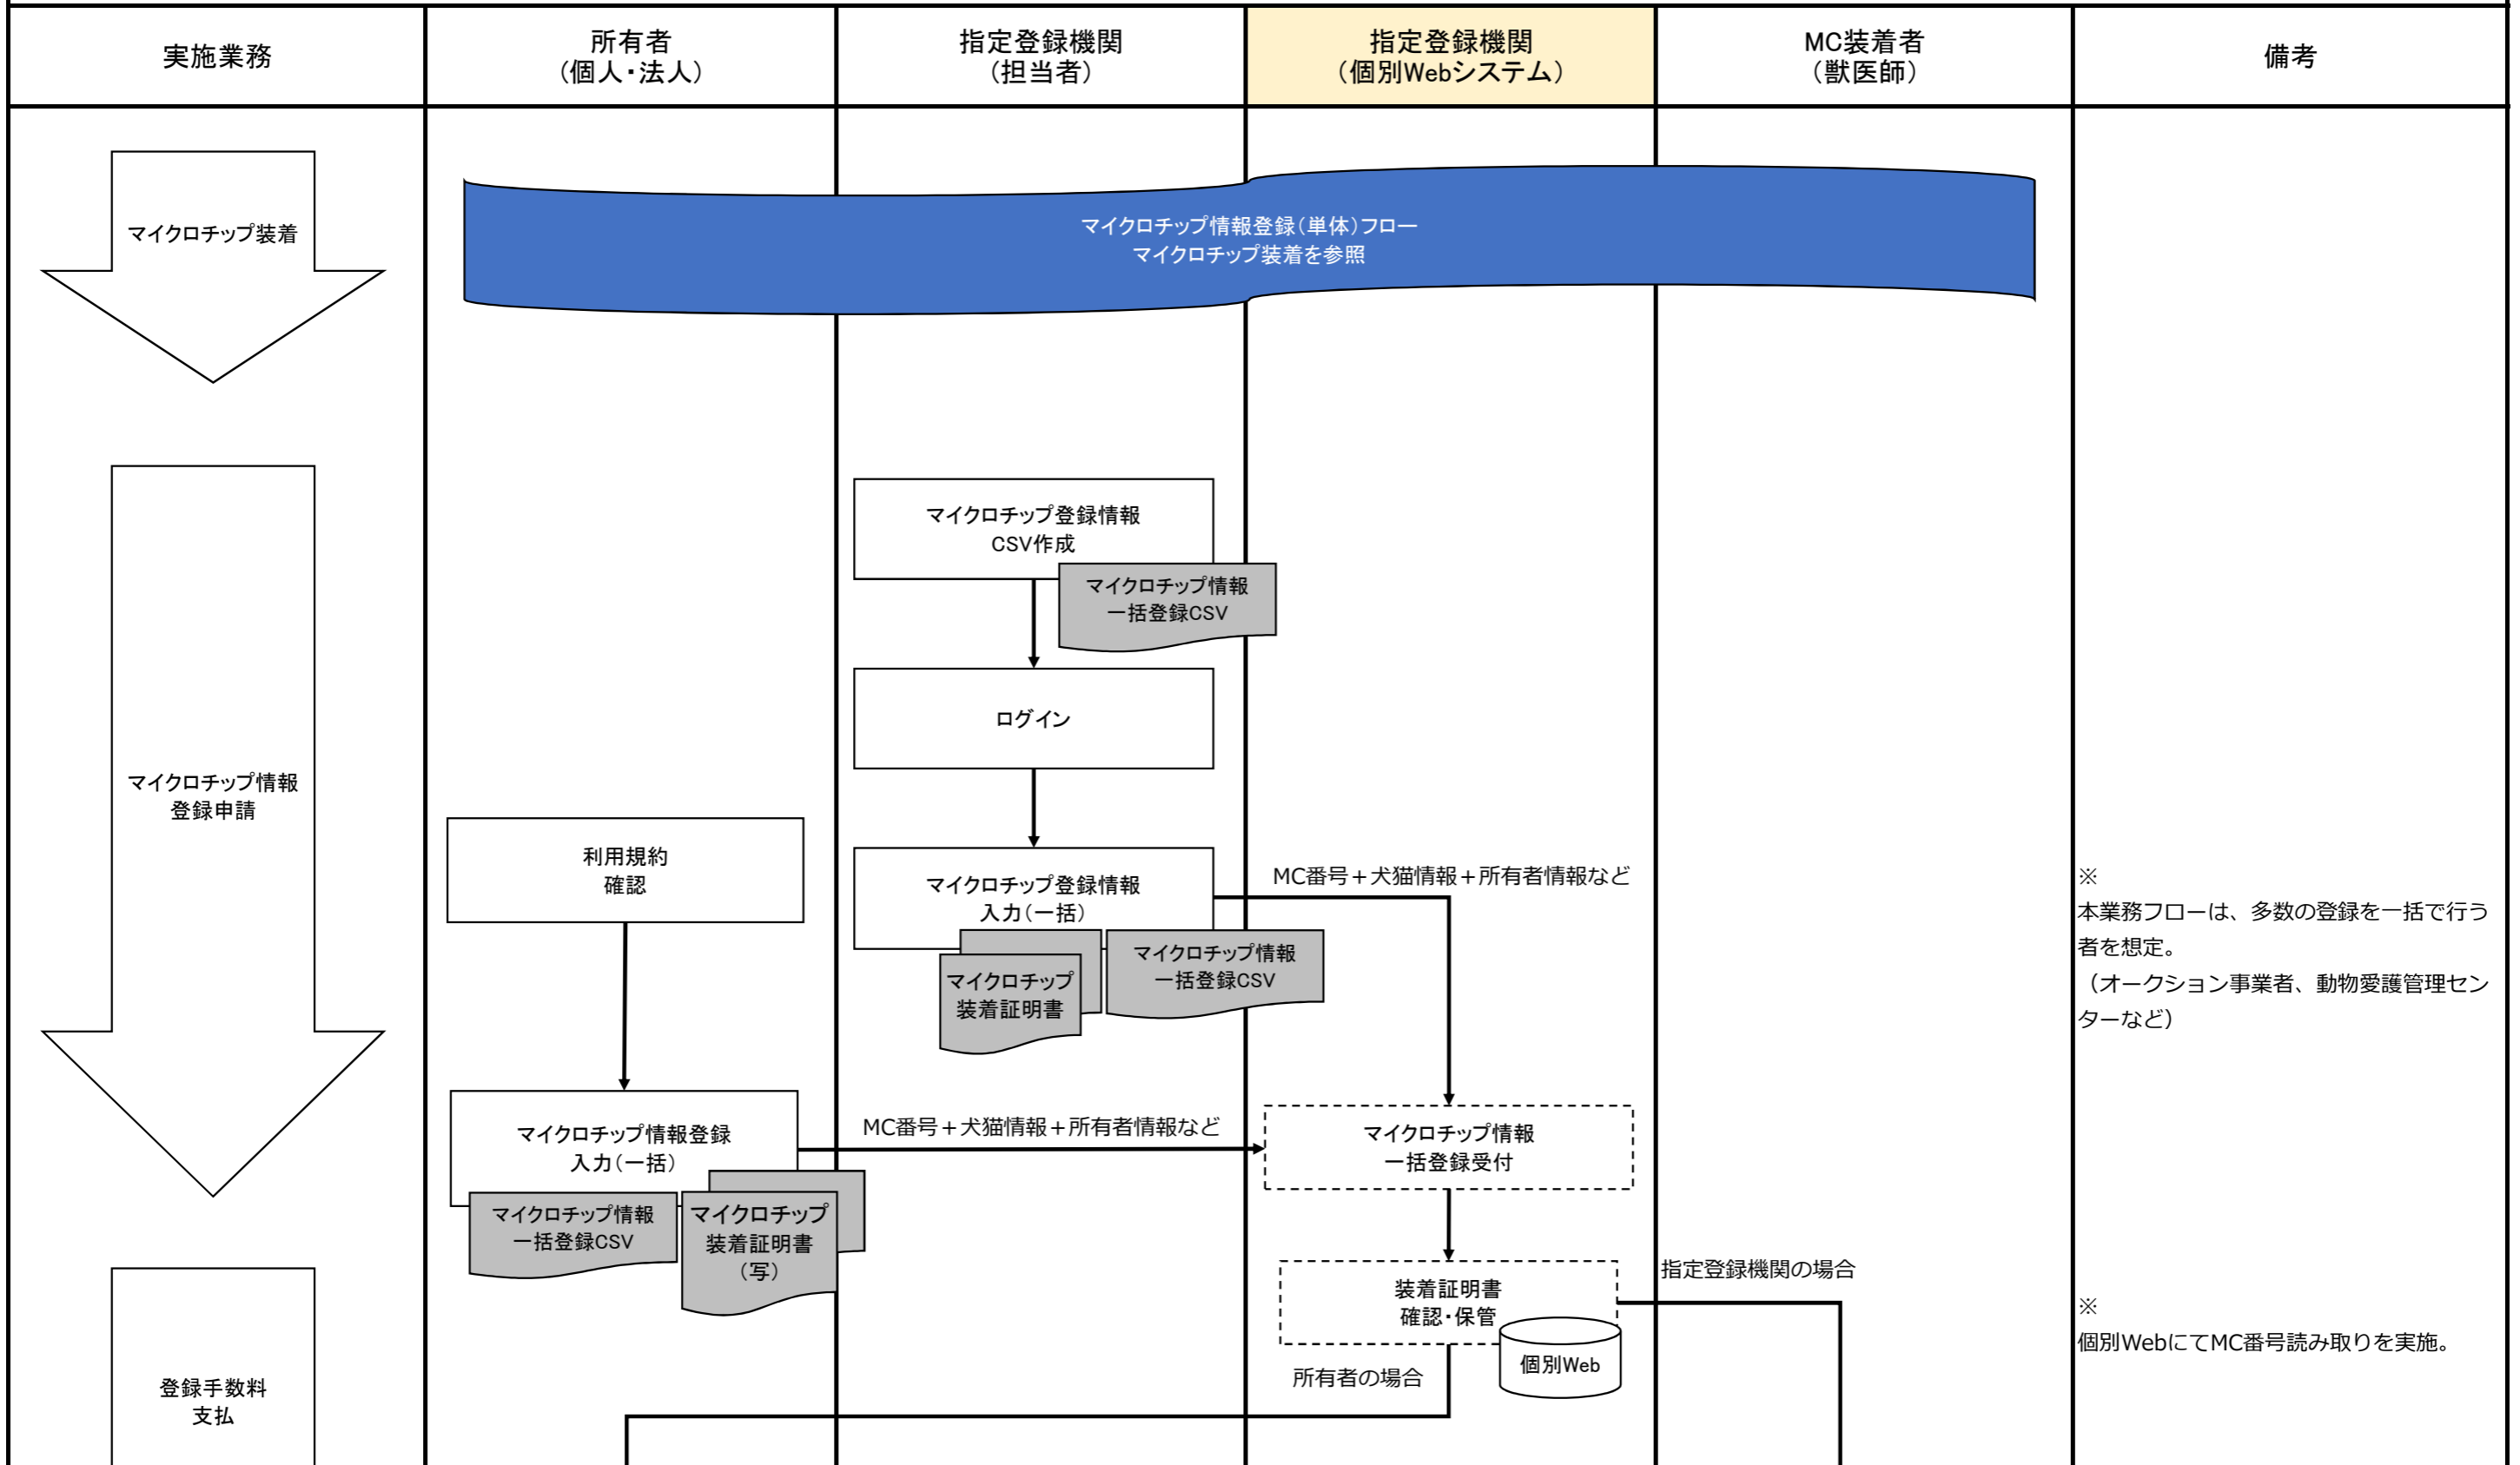 実施業務
所有者
（個人・法人）
指定登録機関
（担当者）
指定登録機関
（個別Webシステム）
MC装着者
（獣医師）
備考
マイクロチップ装着
マイクロチップ情報登録（単体）フロー
マイクロチップ装着を参照
マイクロチップ登録情報
CSV作成
マイクロチップ情報
一括登録CSV
ログイン
マイクロチップ情報
登録申請
利用規約
確認
マイクロチップ登録情報
入力（一括）
MC番号＋犬猫情報＋所有者情報など
マイクロチップ
装着証明書
マイクロチップ情報
一括登録CSV
※
本業務フローは、多数の登録を一括で行う
者を想定。
（オークション事業者、動物愛護管理セン
ターなど）
マイクロチップ情報登録
入力（一括）
MC番号＋犬猫情報＋所有者情報など
マイクロチップ情報
一括登録受付
マイクロチップ情報
一括登録CSV
マイクロチップ
装着証明書
（写）
装着証明書
確認・保管
指定登録機関の場合
個別Web
所有者の場合
※
個別WebにてMC番号読み取りを実施。
登録手数料
支払